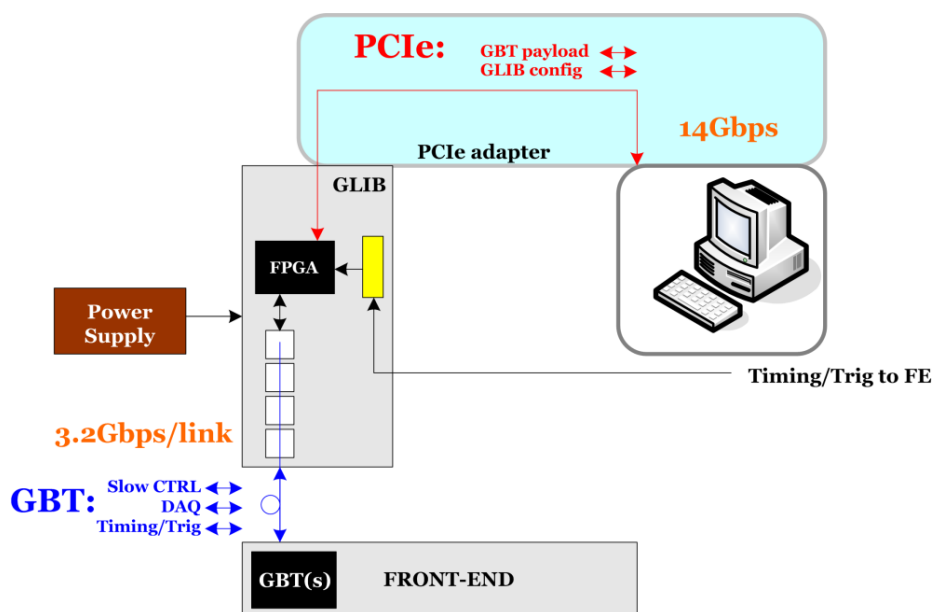 PCIe:
GBT payload
GLIB config
14Gbps
PCIe adapter
GLIB
FPGA
Power
Supply
Timing/Trig to FE
3.2Gbps/link
GBT:
Slow CTRL
DAQ
Timing/Trig
GBT(s)
FRONT-END